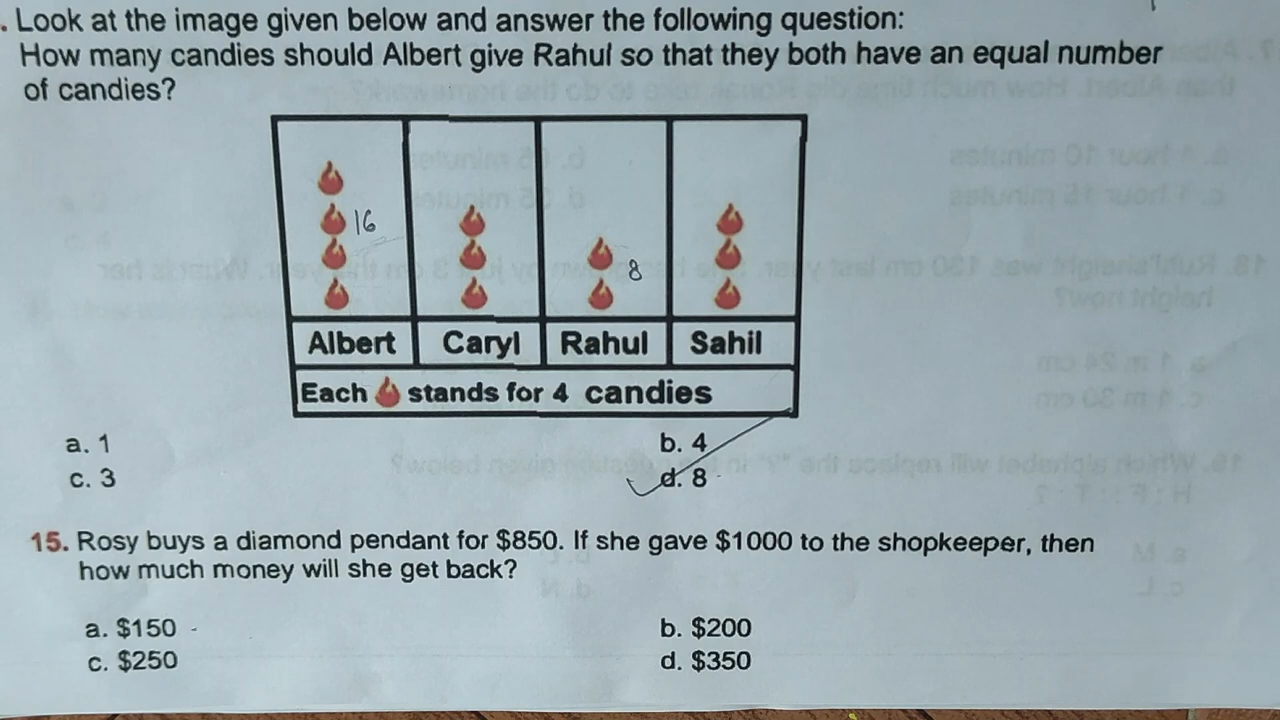 . Look at the image given below and answer the following question:
How many candies should Albert give Rahul so that they both have an equal number
of candies?
16
8
Albert Caryl Rahul Sahil
Each stands for 4 candies
a. 1 b. 4
c. 3 d. 8
15. Rosy buys a diamond pendant for $850. If she gave $1000 to the shopkeeper, then
how much money will she get back?
a. $150 b. $200
c. $250 d. $350